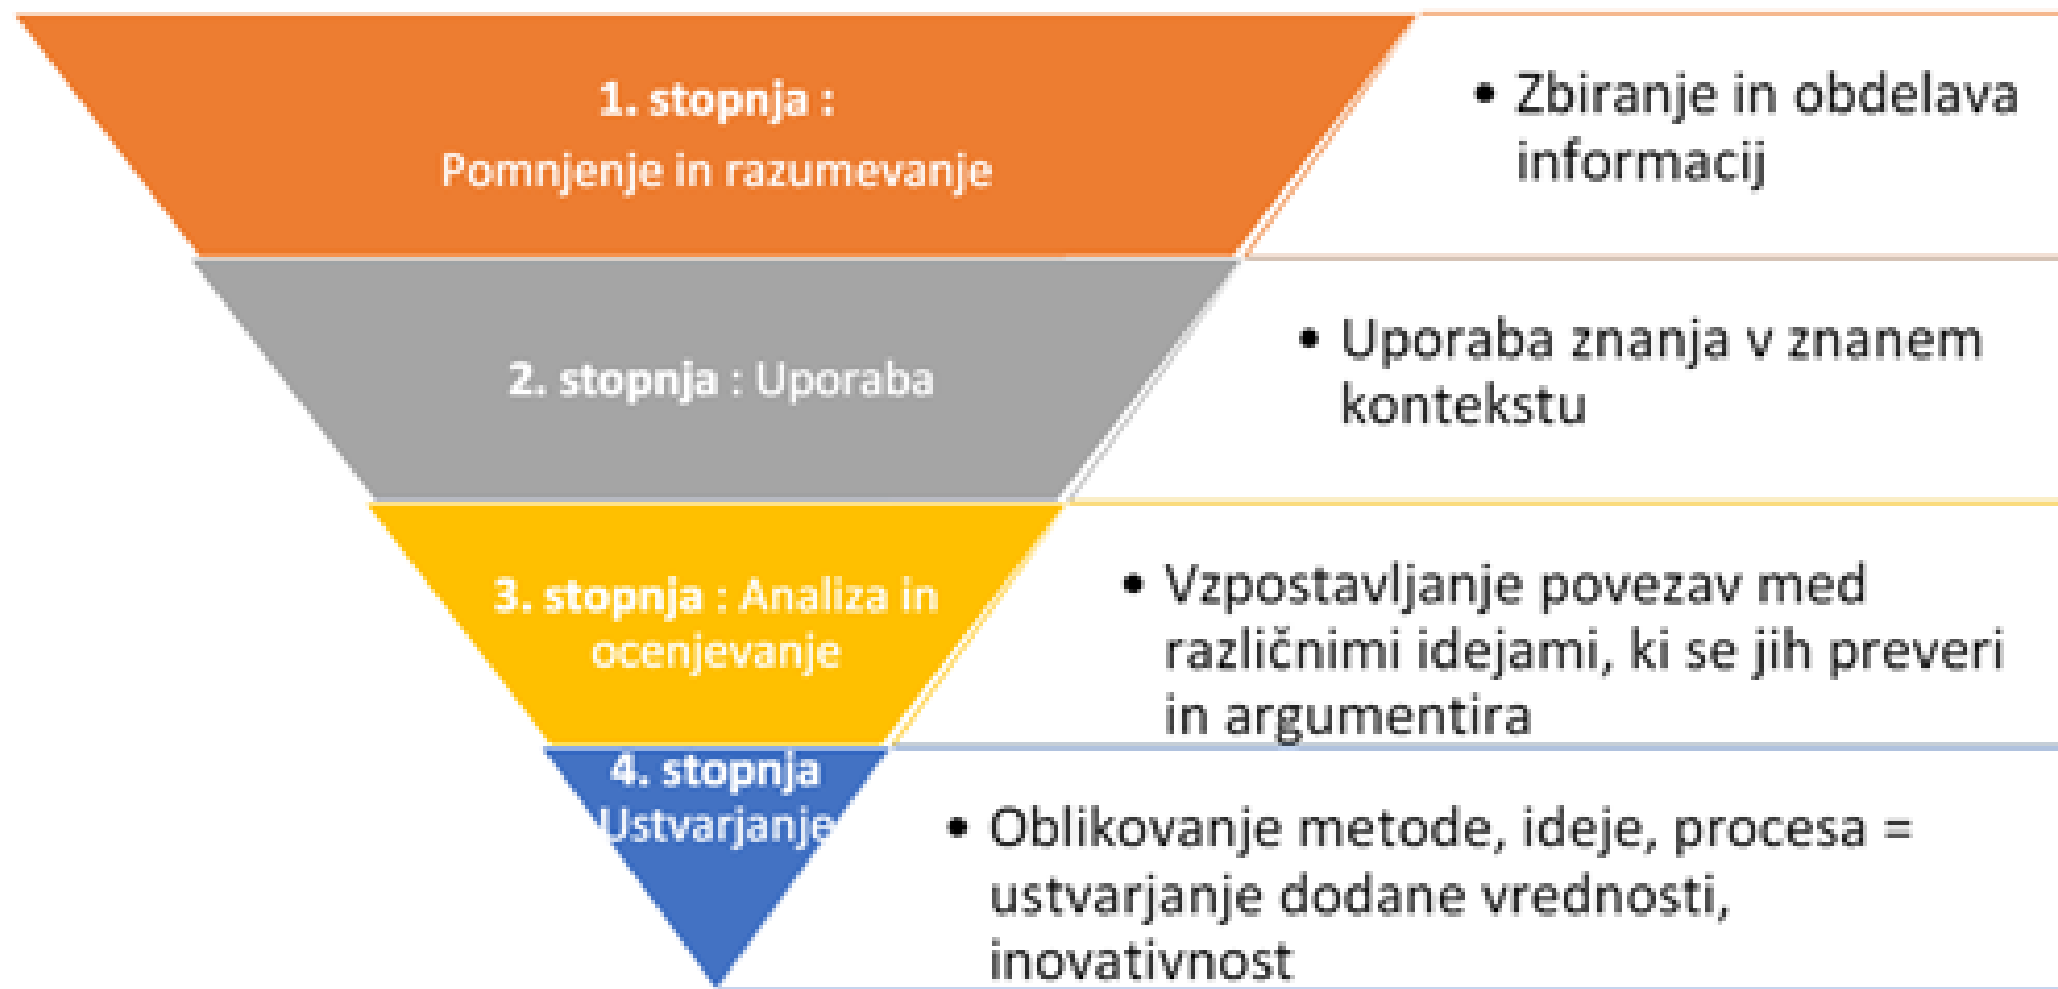 1. stopnja :
Pomnjenje in razumevanje
• Zbiranje in obdelava
informacij
2. stopnja : Uporaba
• Uporaba znanja v znanem
kontekstu
3. stopnja : Analiza in
ocenjevanje
• Vzpostavljanje povezav med
različnimi idejami, ki se jih preveri
in argumentira
4. stopnja
Ustvarjanje
• Oblikovanje metode, ideje, procesa =
ustvarjanje dodane vrednosti,
inovativnost